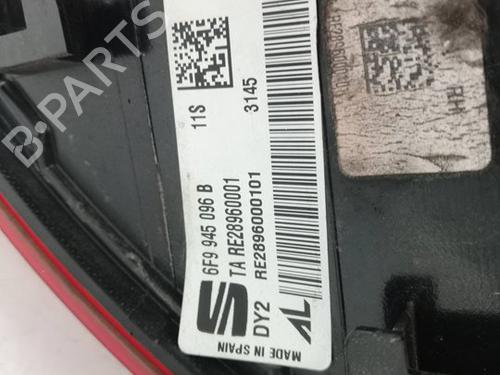 11S
3145
6F9 945 096 B
TA RE28960001
RE2896000101
DY2
AL
MADE IN SPAIN
RH
B-PARTS